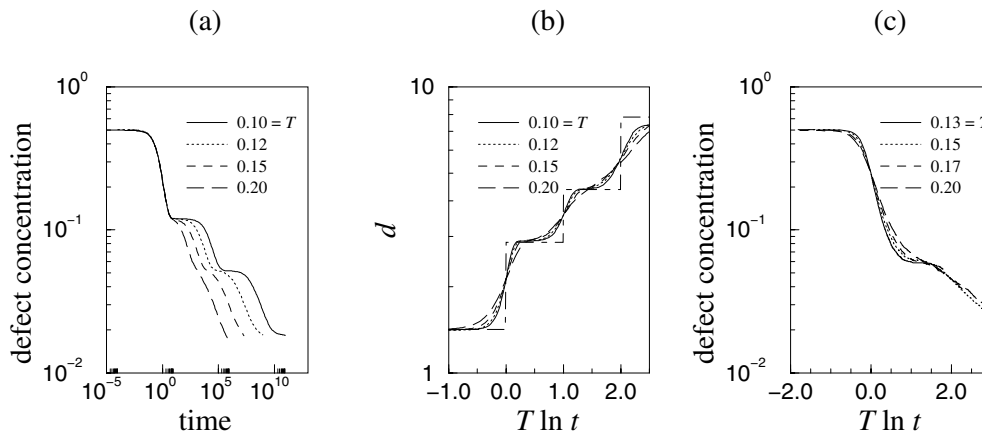 (a)
(b)
(c)
defect concentration
10^0
10^-1
10^-2
0.10 = T
0.12
0.15
0.20
10^-5
10^0
10^5
10^10
time
d
10
1
0.10 = T
0.12
0.15
0.20
−1.0
0.0
1.0
2.0
T ln t
defect concentration
10^0
10^-1
10^-2
0.13 = T
0.15
0.17
0.20
−2.0
0.0
2.0
T ln t